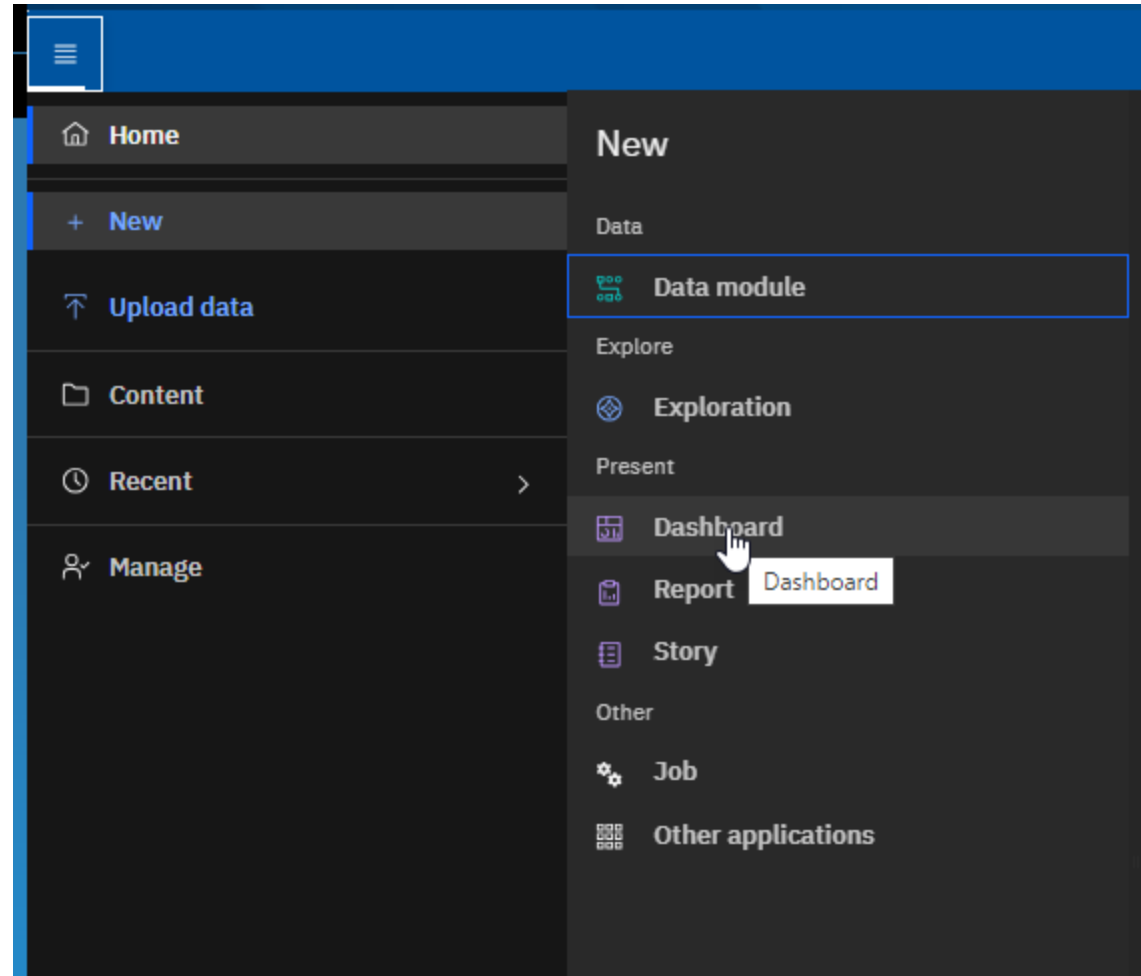 Home
New
Upload data
Content
Recent
Manage
New
Data
Data module
Explore
Exploration
Present
Dashboard
Dashboard
Report
Story
Other
Job
Other applications